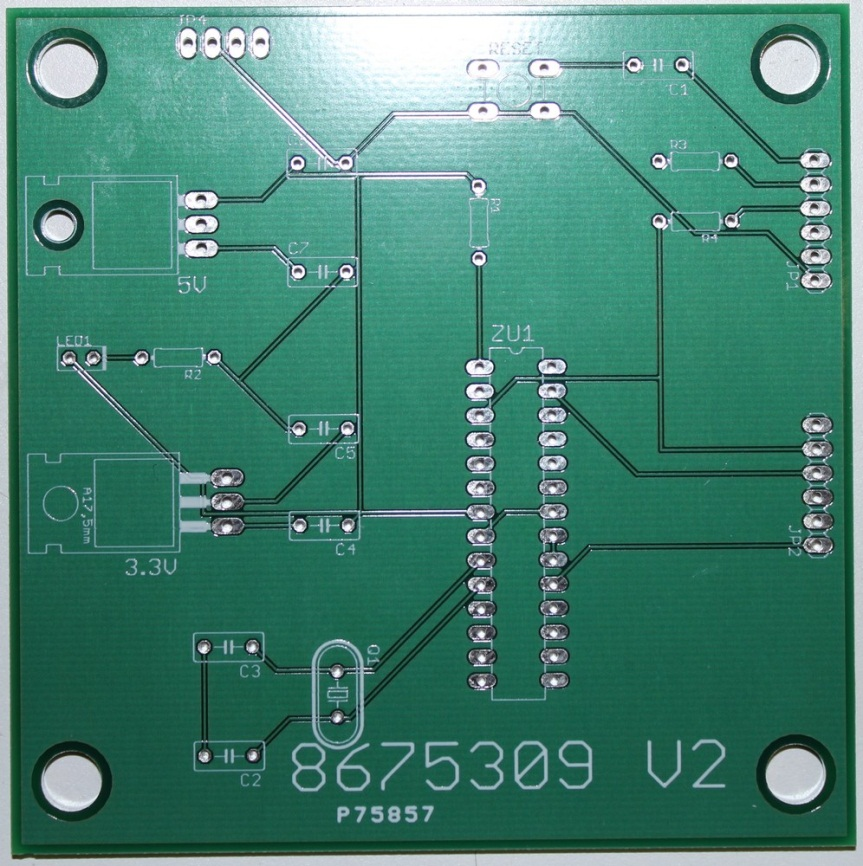 JP4
RESET
C1
R3
R1
R4
C7
JP1
5V
LED1
ZU1
R2
C5
A17,5mm
C4
JP2
3.3V
Q1
C3
C2
8675309 V2
P75857